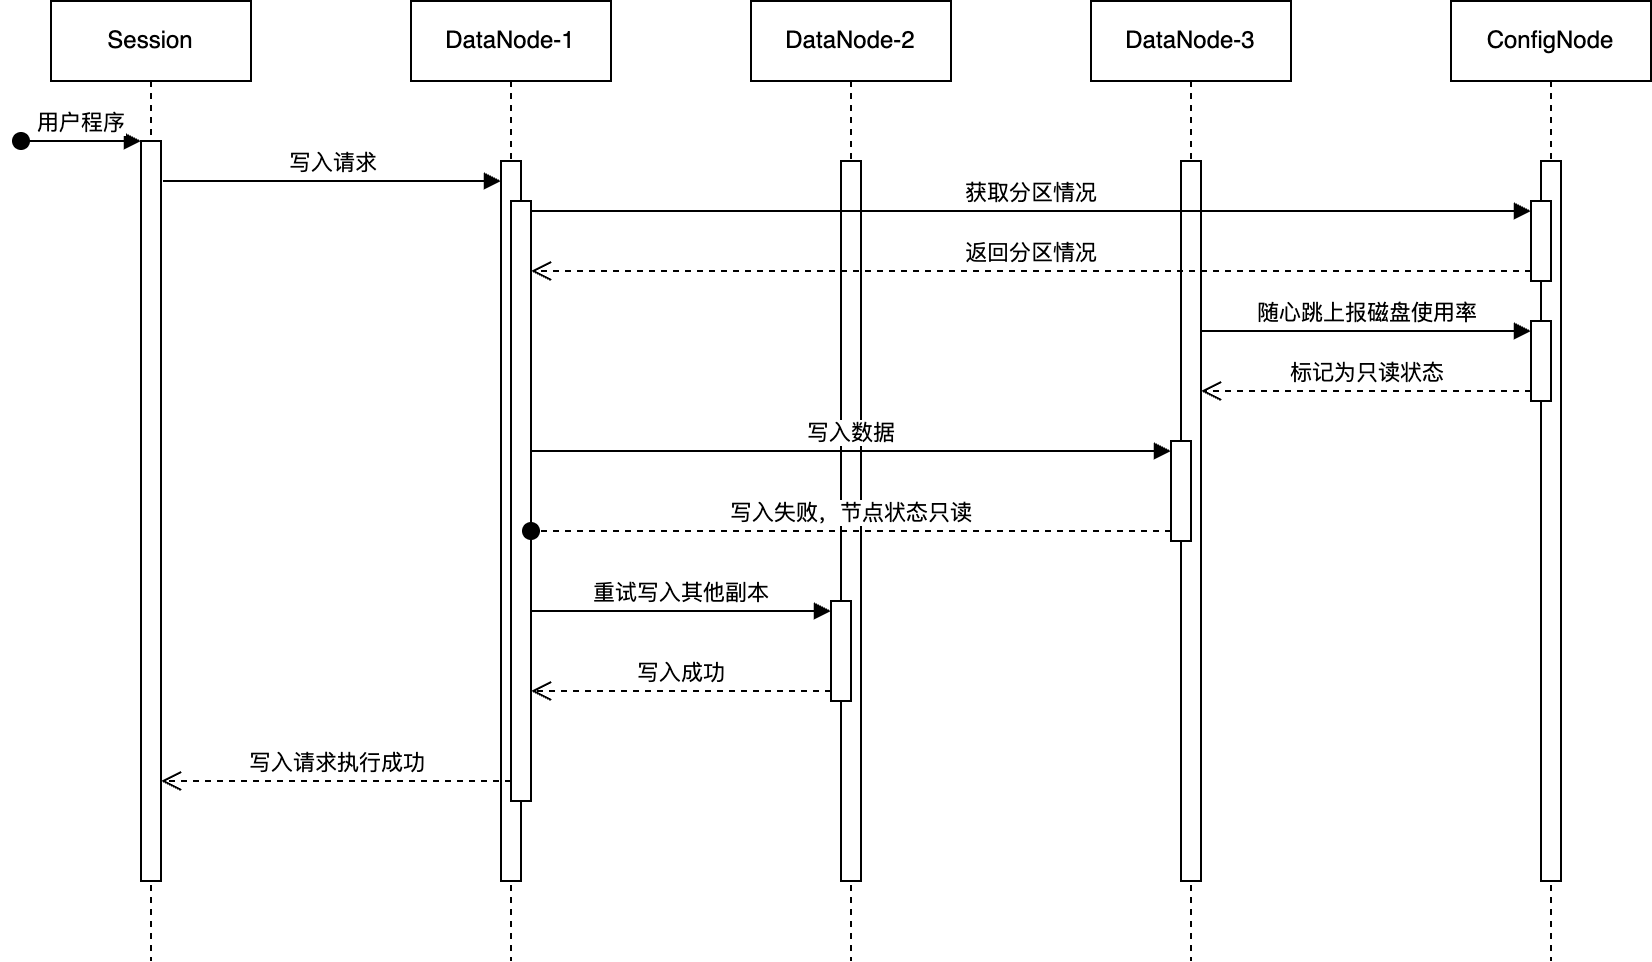 Session
DataNode-1
DataNode-2
DataNode-3
ConfigNode
用户程序
写入请求
获取分区情况
返回分区情况
随心跳上报磁盘使用率
标记为只读状态
写入数据
写入失败，节点状态只读
重试写入其他副本
写入成功
写入请求执行成功